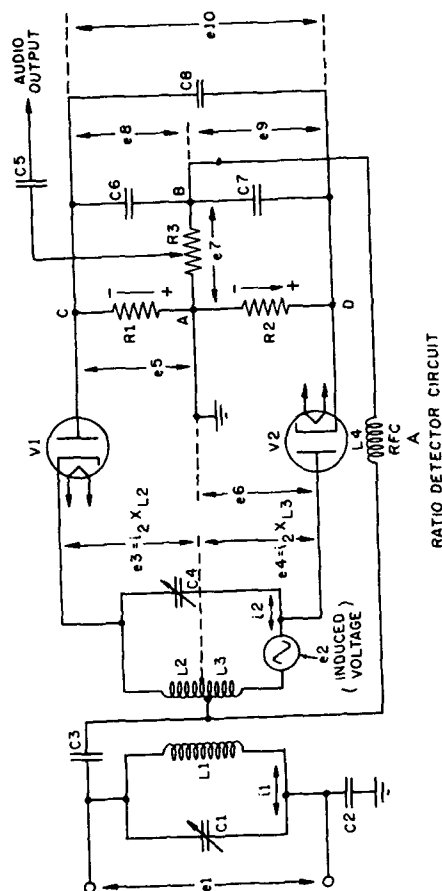 AUDIO
OUTPUT
C5
e10
C8
e8
e9
C6
B
C7
R3
e7
C
R1
- +
A
R2
- +
D
e5
e6
V1
V2
L4
RFC
e3=i2XL2
e4=i2XL3
C4
i2
L2
L3
e2
(INDUCED
VOLTAGE)
C3
L1
C1
i1
C2
e1
A
RATIO DETECTOR CIRCUIT